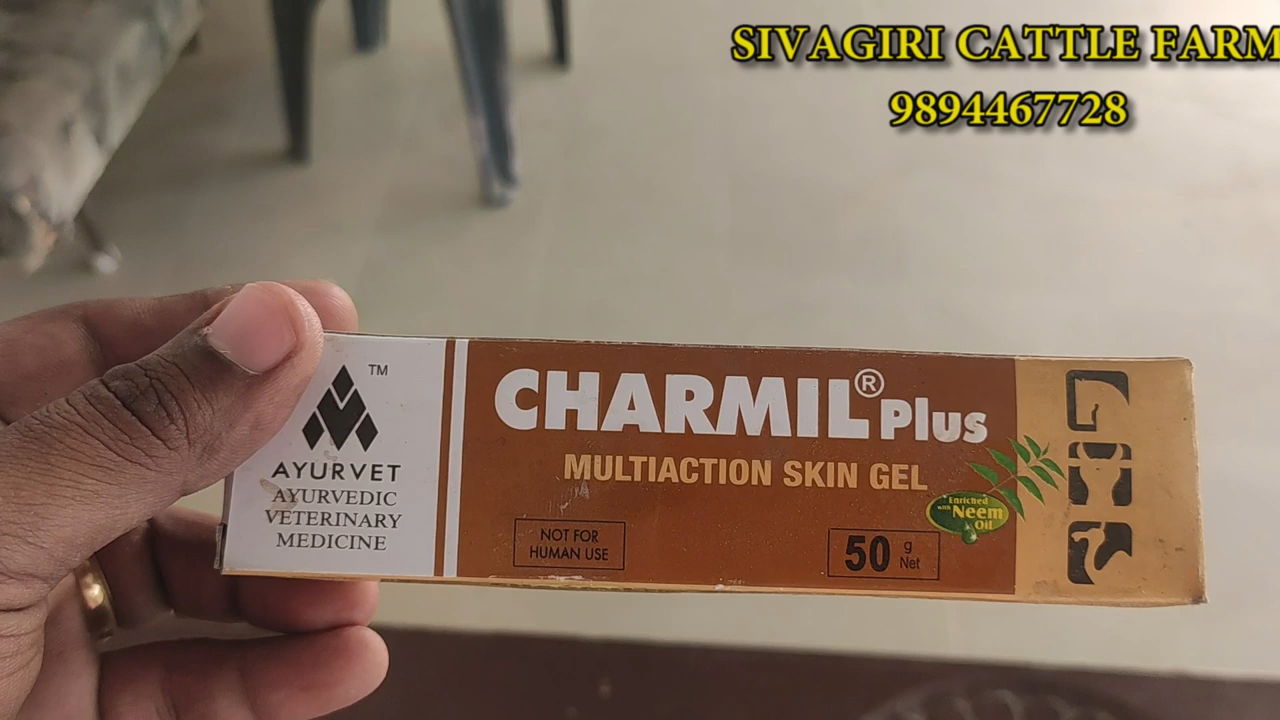 SIVAGIRI CATTLE FARM
9894467728
TM
AYURVET
AYURVEDIC
VETERINARY
MEDICINE
CHARMIL® Plus
MULTIACTION SKIN GEL
Enriched
with Neem
Oil
NOT FOR
HUMAN USE
50 g
Net